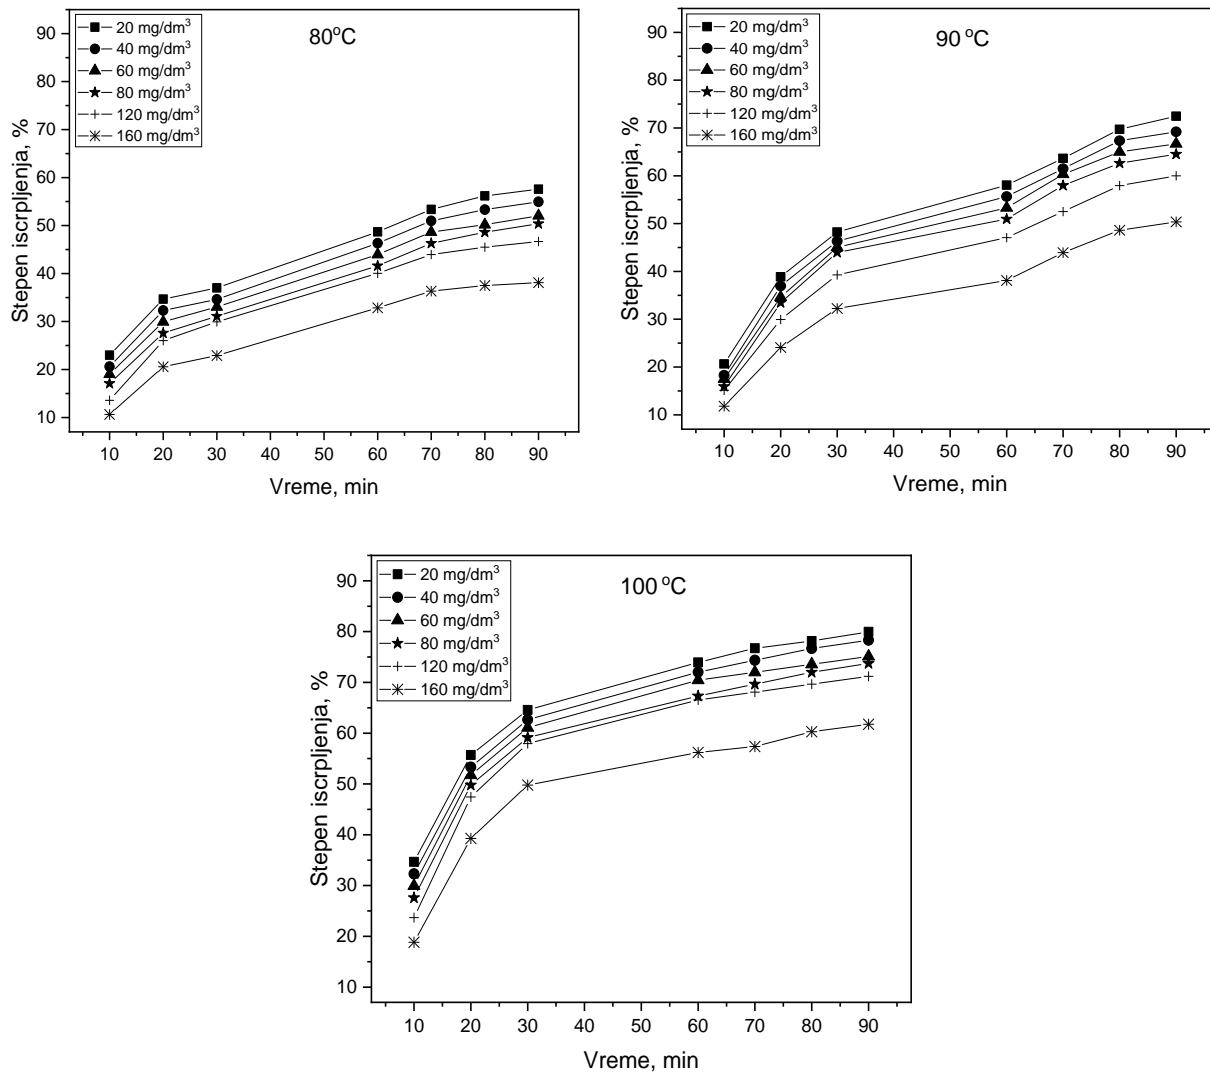 80°C
20 mg/dm³
40 mg/dm³
60 mg/dm³
80 mg/dm³
120 mg/dm³
160 mg/dm³
Stepen iscrpljenja, %
90
80
70
60
50
40
30
20
10
10 20 30 40 50 60 70 80 90
Vreme, min
90 °C
20 mg/dm³
40 mg/dm³
60 mg/dm³
80 mg/dm³
120 mg/dm³
160 mg/dm³
Stepen iscrpljenja, %
90
80
70
60
50
40
30
20
10
10 20 30 40 50 60 70 80 90
Vreme, min
100 °C
20 mg/dm³
40 mg/dm³
60 mg/dm³
80 mg/dm³
120 mg/dm³
160 mg/dm³
Stepen iscrpljenja, %
90
80
70
60
50
40
30
20
10
10 20 30 40 50 60 70 80 90
Vreme, min